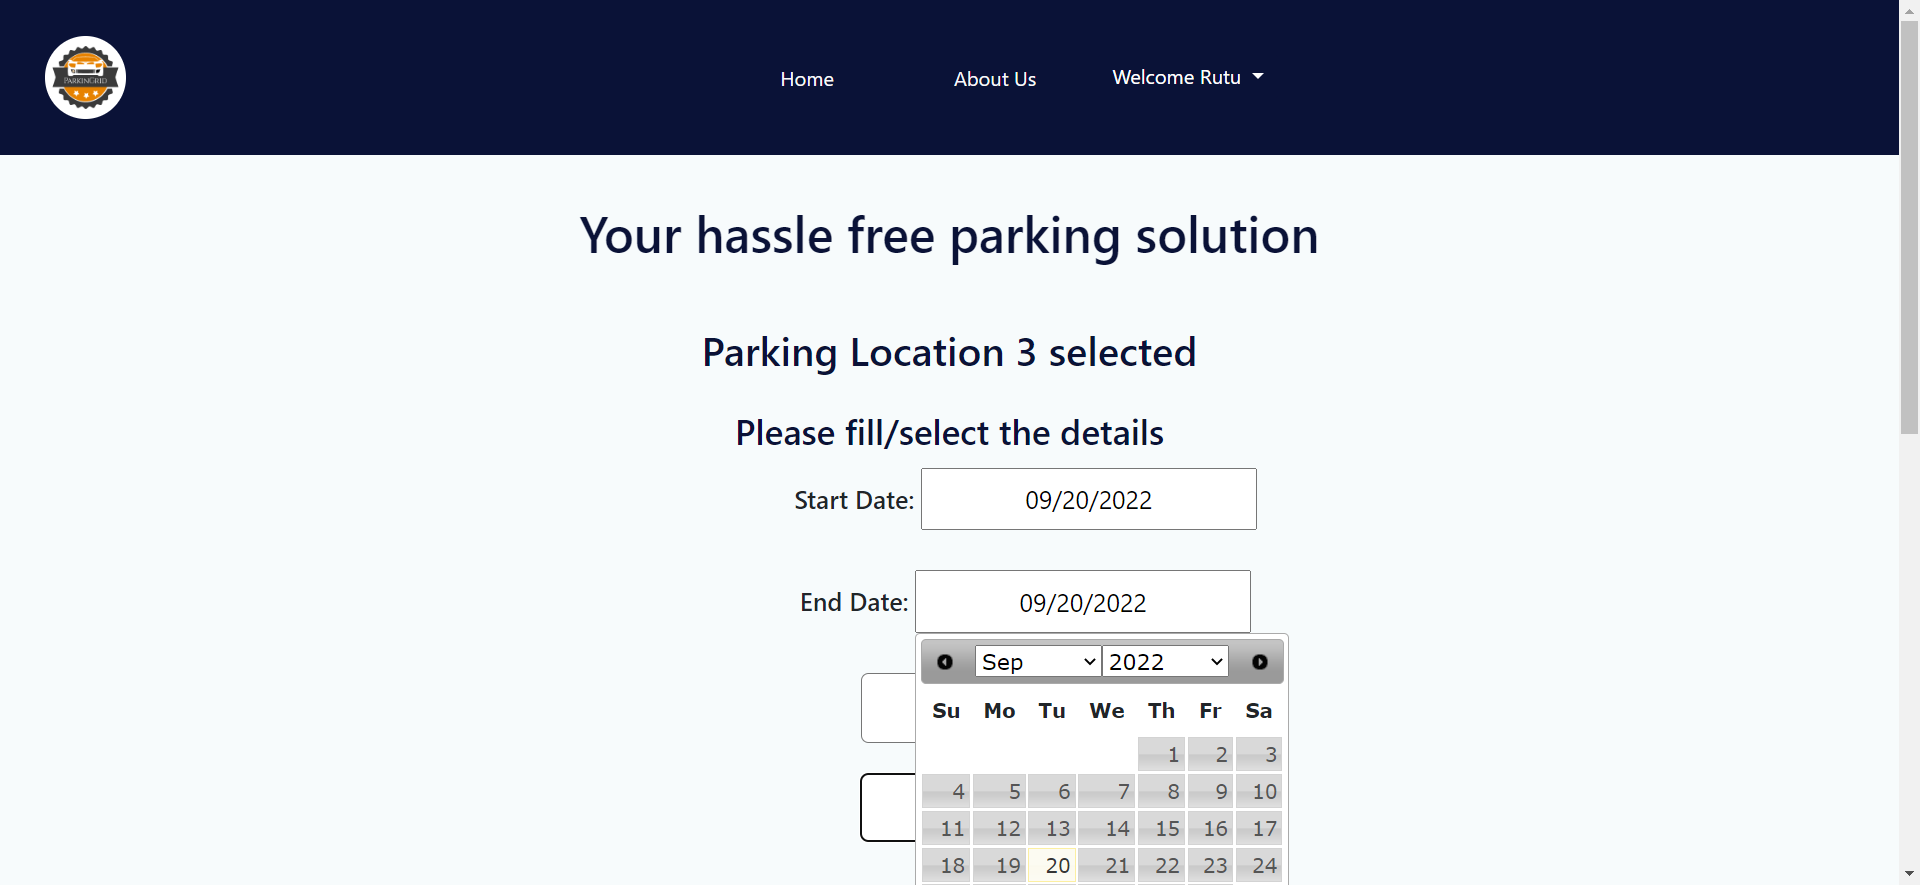 PARKINGRID
Home
About Us
Welcome Rutu
Your hassle free parking solution
Parking Location 3 selected
Please fill/select the details
Start Date: 09/20/2022
End Date: 09/20/2022
Sep 2022
Su Mo Tu We Th Fr Sa
1 2 3
4 5 6 7 8 9 10
11 12 13 14 15 16 17
18 19 20 21 22 23 24